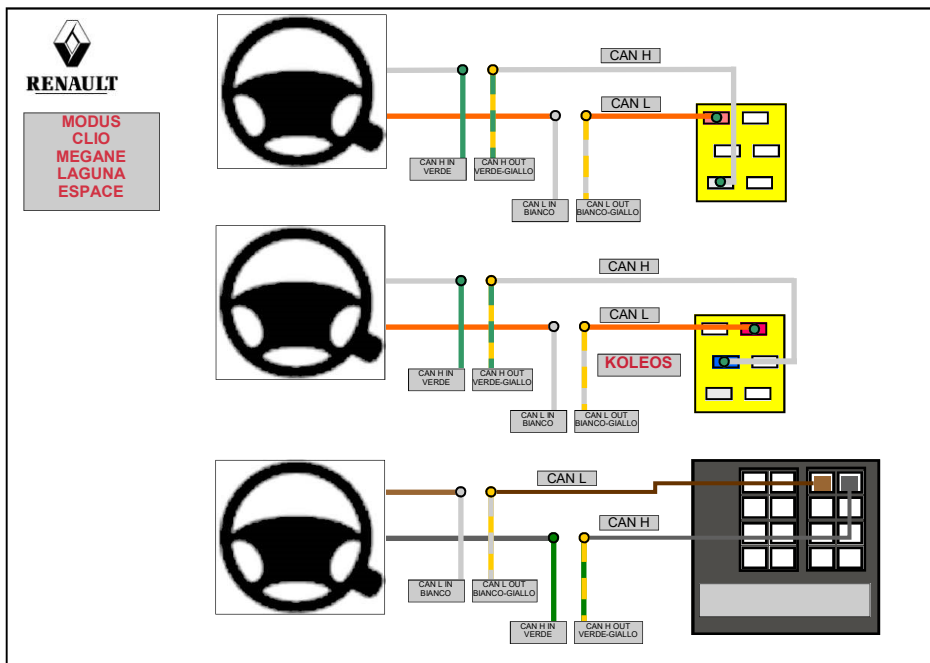 RENAULT
MODUS
CLIO
MEGANE
LAGUNA
ESPACE
CAN H
CAN L
CAN H IN
VERDE
CAN H OUT
VERDE-GIALLO
CAN L IN
BIANCO
CAN L OUT
BIANCO-GIALLO
CAN H
CAN L
KOLEOS
CAN H IN
VERDE
CAN H OUT
VERDE-GIALLO
CAN L IN
BIANCO
CAN L OUT
BIANCO-GIALLO
CAN L
CAN H
CAN L IN
BIANCO
CAN L OUT
BIANCO-GIALLO
CAN H IN
VERDE
CAN H OUT
VERDE-GIALLO